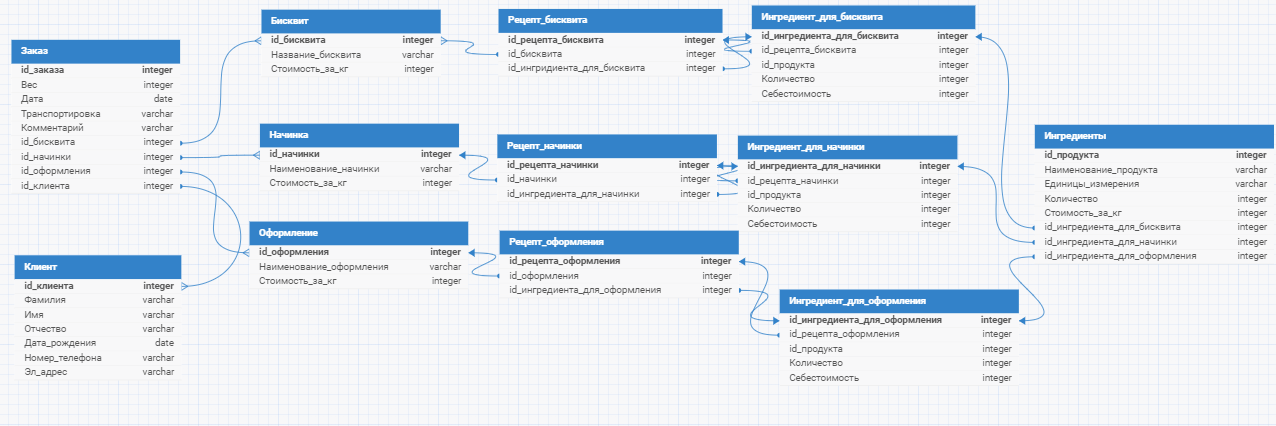 Заказ
id_заказа integer
Вес integer
Дата date
Транспортировка varchar
Комментарий varchar
id_бисквита integer
id_начинки integer
id_оформления integer
id_клиента integer
Клиент
id_клиента integer
Фамилия varchar
Имя varchar
Отчество varchar
Дата_рождения date
Номер_телефона varchar
Эл_адрес varchar
Бисквит
id_бисквита integer
Название_бисквита varchar
Стоимость_за_кг integer
Начинка
id_начинки integer
Наименование_начинки varchar
Стоимость_за_кг integer
Оформление
id_оформления integer
Наименование_оформления varchar
Стоимость_за_кг integer
Рецепт_бисквита
id_рецепта_бисквита integer
id_бисквита integer
id_ингридиента_для_бисквита integer
Рецепт_начинки
id_рецепта_начинки integer
id_начинки integer
id_ингредиента_для_начинки integer
Рецепт_оформления
id_рецепта_оформления integer
id_оформления integer
id_ингредиента_для_оформления integer
Ингредиент_для_бисквита
id_ингредиента_для_бисквита integer
id_рецепта_бисквита integer
id_продукта integer
Количество integer
Себестоимость integer
Ингредиент_для_начинки
id_ингредиента_для_начинки integer
id_рецепта_начинки integer
id_продукта integer
Количество integer
Себестоимость integer
Ингредиент_для_оформления
id_ингредиента_для_оформления integer
id_рецепта_оформления integer
id_продукта integer
Количество integer
Себестоимость integer
Ингредиенты
id_продукта integer
Наименование_продукта varchar
Единицы_измерения varchar
Количество integer
Стоимость_за_кг integer
id_ингредиента_для_бисквита integer
id_ингредиента_для_начинки integer
id_ингредиента_для_оформления integer